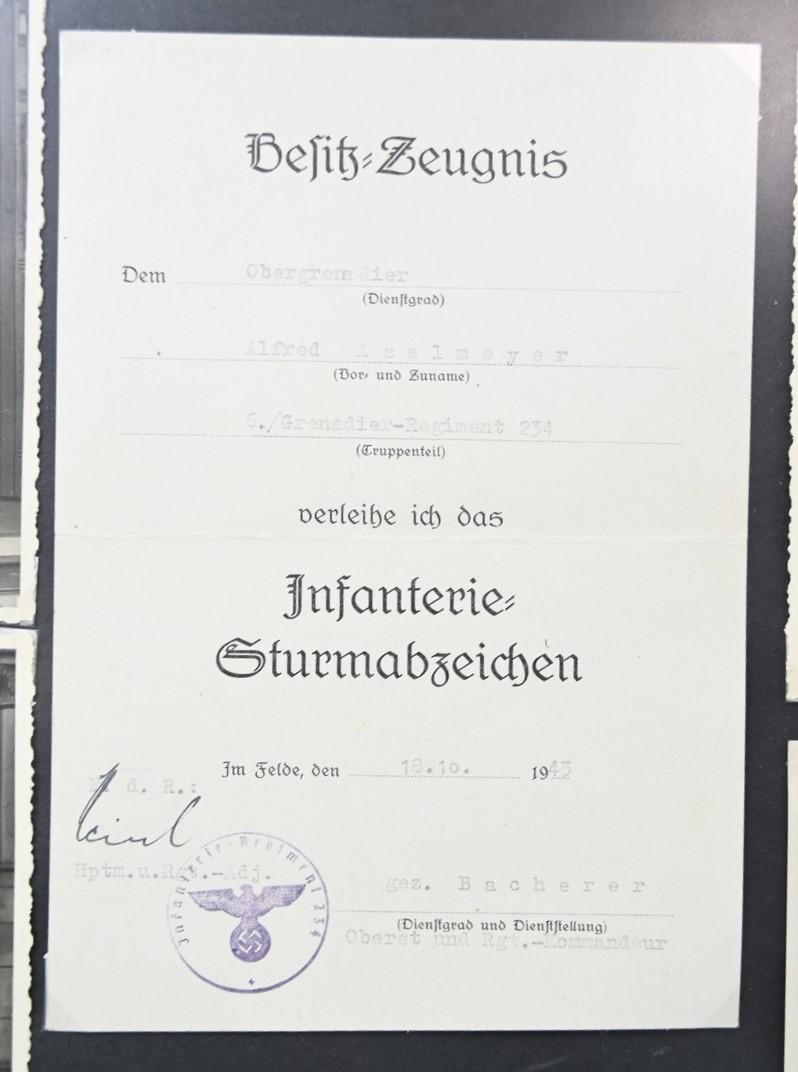 Besitz-Zeugnis
Dem Obergrenadier
(Dienstgrad)
Alfred Aselmeyer
(Vor- und Zuname)
6./Grenadier-Regiment 234
(Truppenteil)
verleihe ich das
Infanterie-
Sturmabzeichen
Im Felde, den 18.10. 1943
d. R.:
Hptm.u.Rgt.-Adj.
Infanterie-Regiment 234
gez. Bacherer
(Dienstgrad und Dienststellung)
Oberst und Rgt.-Kommandeur